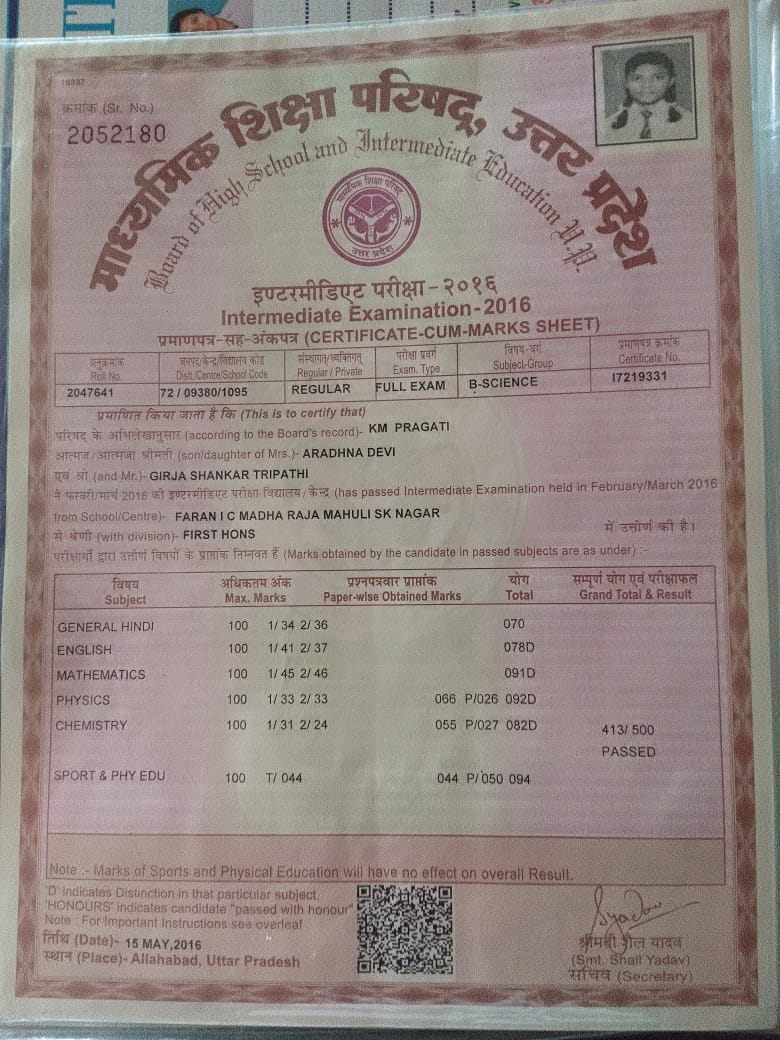 19337
क्रमांक (Sr. No.)
2052180
माध्यमिक शिक्षा परिषद्, उत्तर प्रदेश
Board of High School and Intermediate Education U.P.
माध्यमिक शिक्षा परिषद्
उत्तर प्रदेश
इण्टरमीडिएट परीक्षा-२०१६
Intermediate Examination-2016
प्रमाणपत्र-सह-अंकपत्र (CERTIFICATE-CUM-MARKS SHEET)
अनुक्रमांक जनपद/केन्द्र/विद्यालय कोड संस्थागत/व्यक्तिगत् परीक्षा प्रवर्ग विषय-वर्ग प्रमाणपत्र क्रमांक
Roll No. Distt./Centre/School Code Regular / Private Exam. Type Subject-Group Certificate No.
2047641 72 / 09380/1095 REGULAR FULL EXAM B-SCIENCE I7219331
प्रमाणित किया जाता है कि (This is to certify that)
परिषद् के अभिलेखानुसार (according to the Board's record)- KM PRAGATI
आत्मज/आत्मजा श्रीमती (son/daughter of Mrs.)- ARADHNA DEVI
एवं श्री (and Mr.)- GIRJA SHANKAR TRIPATHI
ने फरवरी/मार्च 2016 की इण्टरमीडिएट परीक्षा विद्यालय/केन्द्र (has passed Intermediate Examination held in February/March 2016
from School/Centre)- FARAN I C MADHA RAJA MAHULI SK NAGAR
से श्रेणी (with division)- FIRST HONS में उत्तीर्ण की है।
परीक्षार्थी द्वारा उत्तीर्ण विषयों के प्राप्तांक निम्नवत हैं (Marks obtained by the candidate in passed subjects are as under) :-
विषय अधिकतम अंक प्रश्नपत्रवार प्राप्तांक योग सम्पूर्ण योग एवं परीक्षाफल
Subject Max. Marks Paper-wise Obtained Marks Total Grand Total & Result
GENERAL HINDI 100 1/ 34 2/ 36 070
ENGLISH 100 1/ 41 2/ 37 078D
MATHEMATICS 100 1/ 45 2/ 46 091D
PHYSICS 100 1/ 33 2/ 33 066 P/026 092D
CHEMISTRY 100 1/ 31 2/ 24 055 P/027 082D
413/ 500
PASSED
SPORT & PHY EDU 100 T/ 044 044 P/050 094
Note :- Marks of Sports and Physical Education will have no effect on overall Result.
'D' indicates Distinction in that particular subject.
'HONOURS' indicates candidate "passed with honour"
Note : For Important Instructions see overleaf
तिथि (Date)- 15 MAY,2016
स्थान (Place)- Allahabad, Uttar Pradesh
Syadav
श्रीमती शैल यादव
(Smt. Shail Yadav)
सचिव (Secretary)